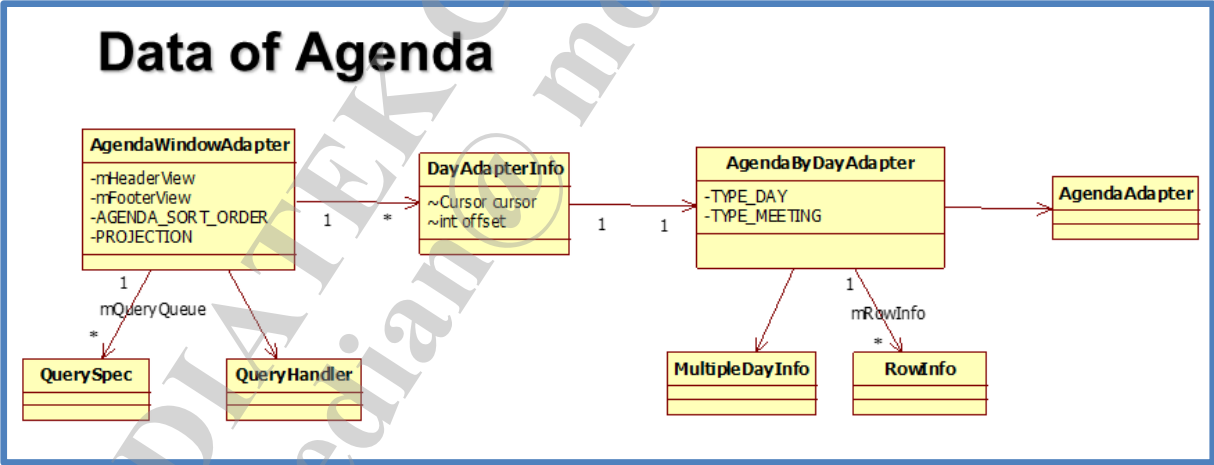 Data of Agenda
AgendaWindowAdapter
-mHeaderView
-mFooterView
-AGENDA_SORT_ORDER
-PROJECTION
1
*
DayAdapterInfo
~Cursor cursor
~int offset
1
1
AgendaByDayAdapter
-TYPE_DAY
-TYPE_MEETING
AgendaAdapter
1
mQueryQueue
*
1
mRowInfo
*
QuerySpec
QueryHandler
MultipleDayInfo
RowInfo
DIATEK